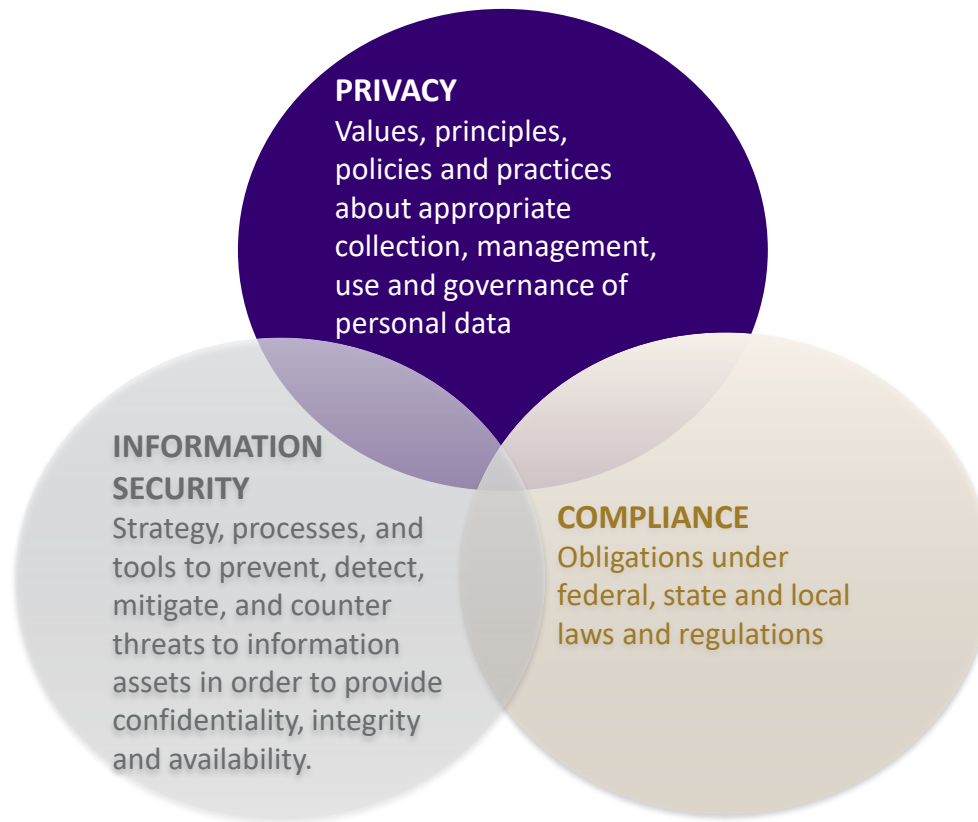 PRIVACY
Values, principles,
policies and practices
about appropriate
collection, management,
use and governance of
personal data
INFORMATION
SECURITY
Strategy, processes, and
tools to prevent, detect,
mitigate, and counter
threats to information
assets in order to provide
confidentiality, integrity
and availability.
COMPLIANCE
Obligations under
federal, state and local
laws and regulations